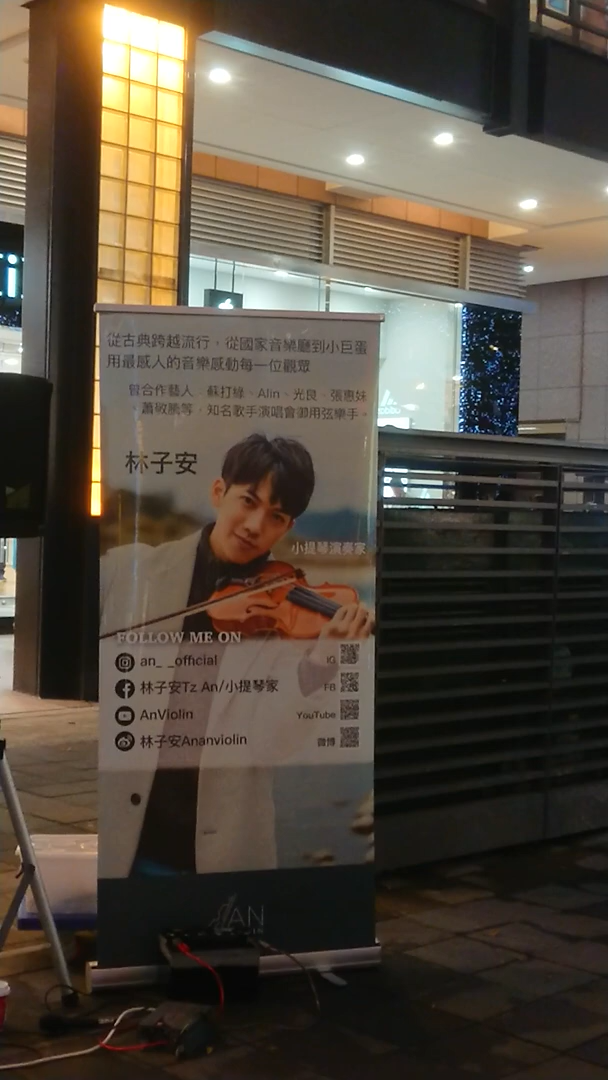 從古典跨越流行，從國家音樂廳到小巨蛋
用最感人的音樂感動每一位觀眾
曾合作藝人：蘇打綠、Alin、光良、張惠妹
、蕭敬騰等，知名歌手演唱會御用弦樂手。
林子安
小提琴演奏家
FOLLOW ME ON
an_ _official
IG
林子安Tz An/小提琴家
FB
AnViolin
YouTube
林子安Ananviolin
微博
AN